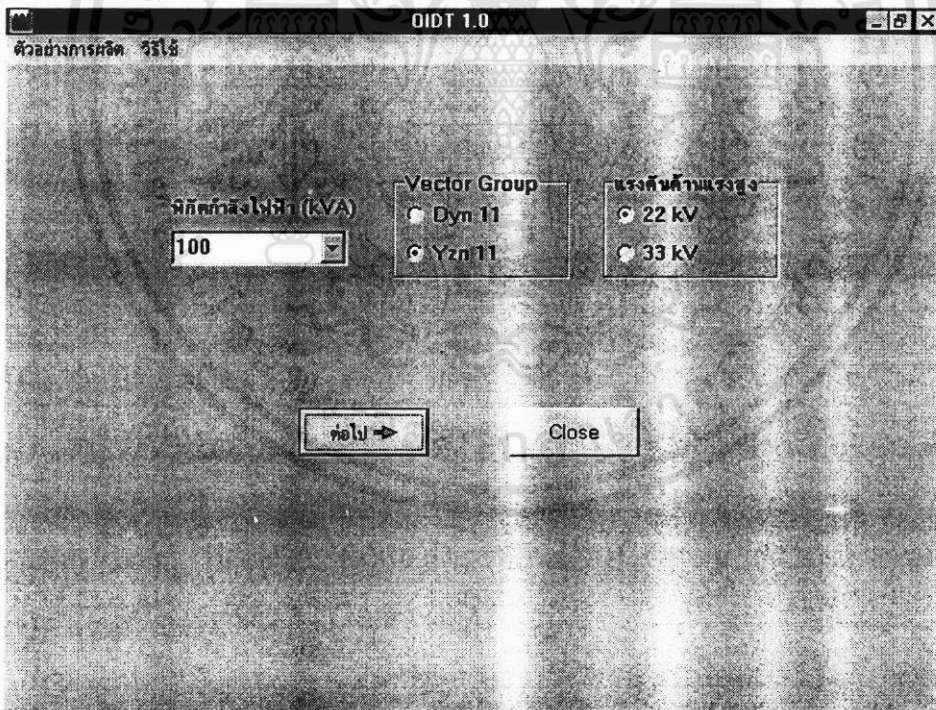 OIDT 1.0
ตัวอย่างการผลิต วิธีใช้
พิกัดกำลังไฟฟ้า (kVA)
100
Vector Group
Dyn 11
Yzn 11
แรงดันด้านแรงสูง
22 kV
33 kV
ต่อไป
Close